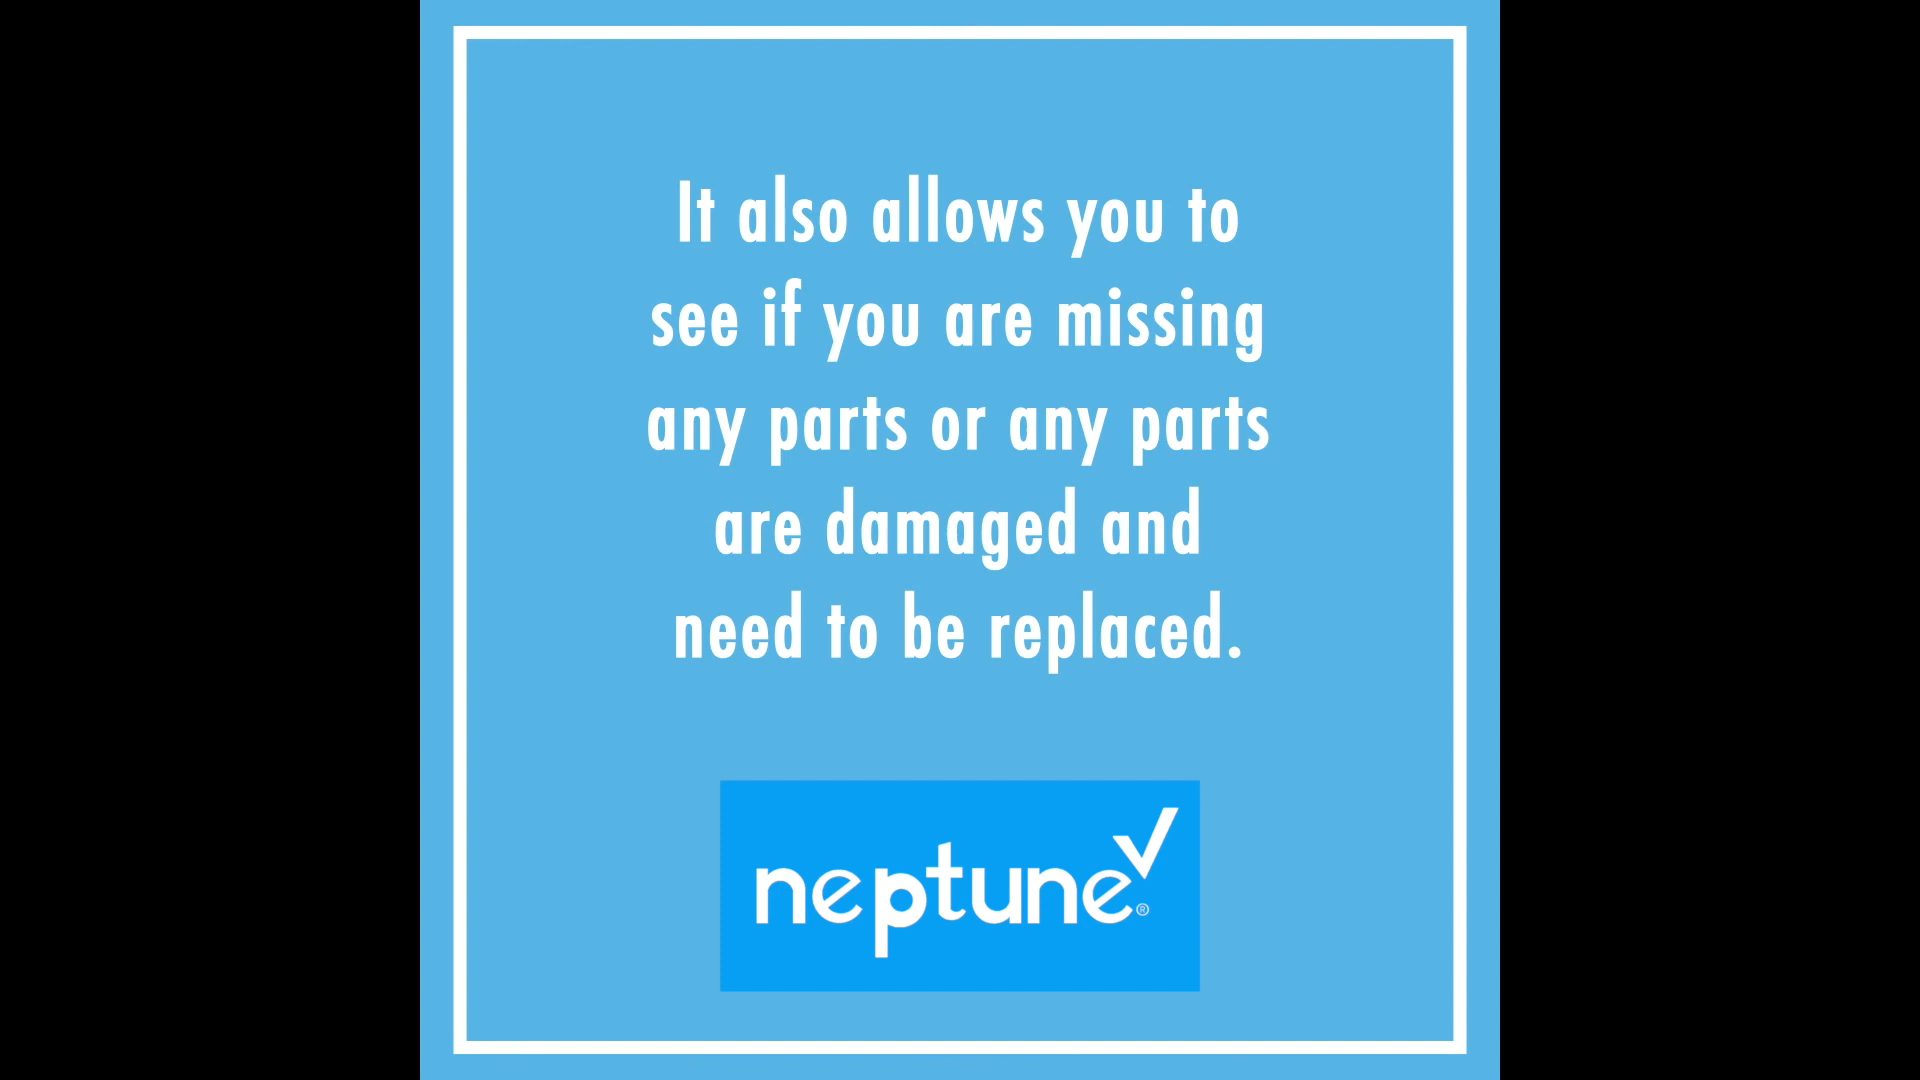 It also allows you to
see if you are missing
any parts or any parts
are damaged and
need to be replaced.
neptune®